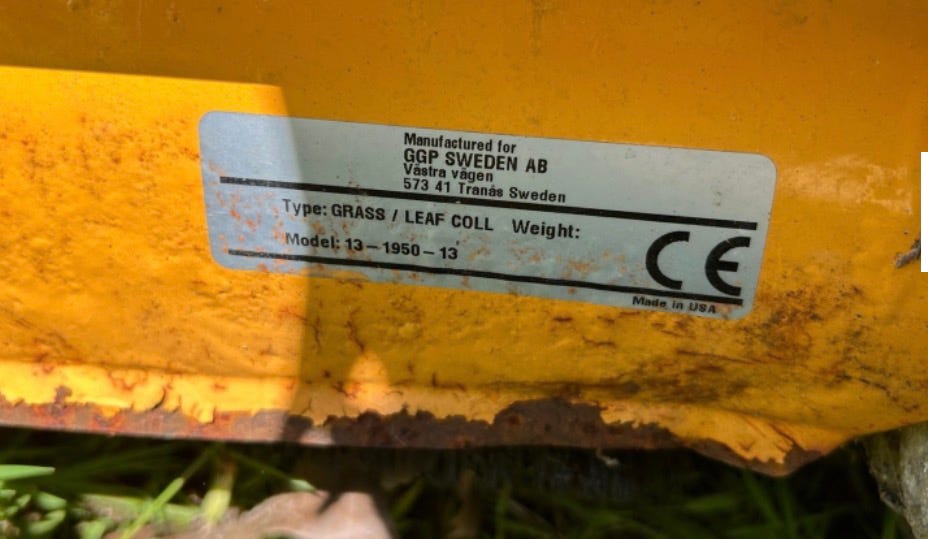 Manufactured for
GGP SWEDEN AB
Västra vägen
573 41 Tranås Sweden
Type: GRASS / LEAF COLL Weight:
Model: 13-1950-13
CE
Made in USA